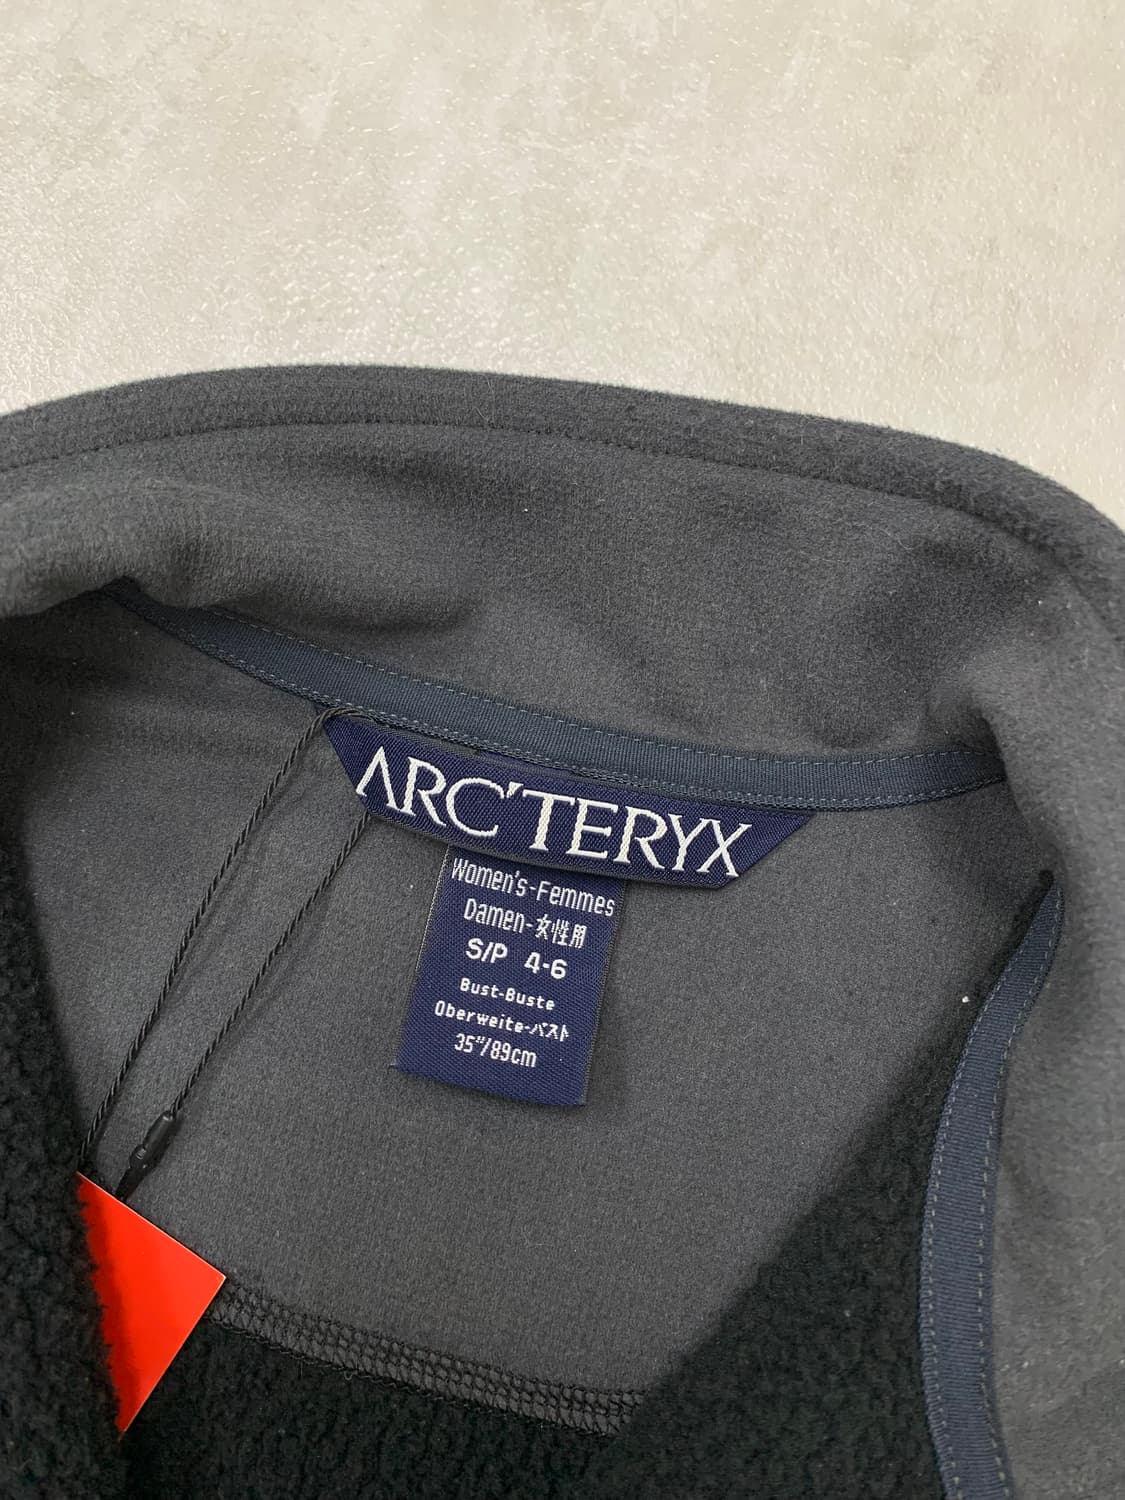 ARC'TERYX
Women's-Femmes
Damen-女性用
S/P 4-6
Bust-Buste
Oberweite-バスト
35"/89cm